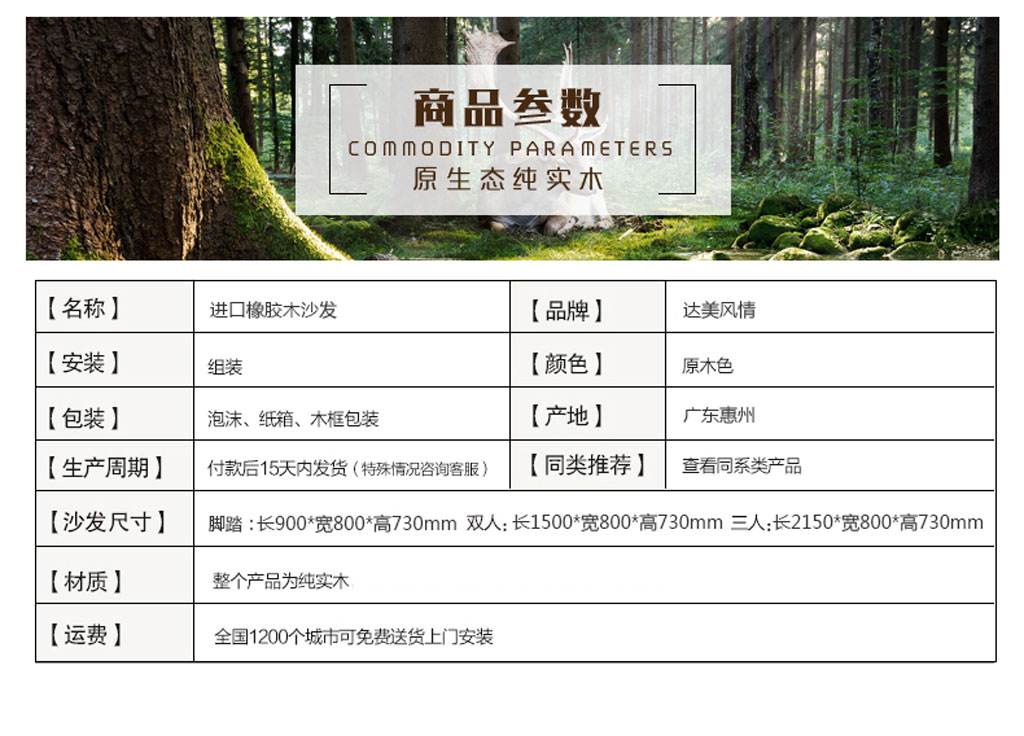 商品参数
COMMODITY PARAMETERS
原生态纯实木
【名称】 进口橡胶木沙发 【品牌】 达美风情
【安装】 组装 【颜色】 原木色
【包装】 泡沫、纸箱、木框包装 【产地】 广东惠州
【生产周期】 付款后15天内发货（特殊情况咨询客服） 【同类推荐】 查看同系类产品
【沙发尺寸】 脚踏：长900*宽800*高730mm 双人：长1500*宽800*高730mm 三人：长2150*宽800*高730mm
【材质】 整个产品为纯实木
【运费】 全国1200个城市可免费送货上门安装